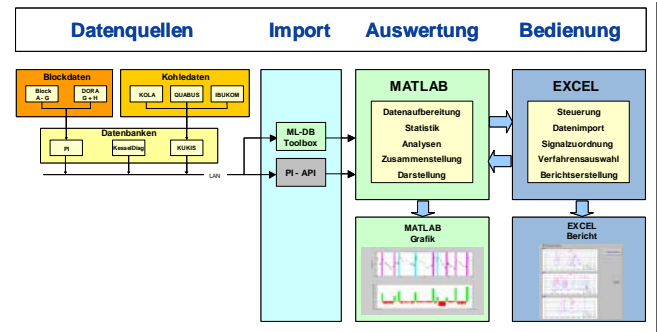 Datenquellen
Import
Auswertung
Bedienung
Blockdaten
Block
A - G
DORA
G + H
Kohledaten
KOLA
QUABUS
IBUKOM
Datenbanken
PI
KesselDiag
KUKIS
LAN
ML-DB
Toolbox
PI - API
MATLAB
Datenaufbereitung
Statistik
Analysen
Zusammenstellung
Darstellung
EXCEL
Steuerung
Datenimport
Signalzuordnung
Verfahrensauswahl
Berichtserstellung
MATLAB
Grafik
EXCEL
Bericht